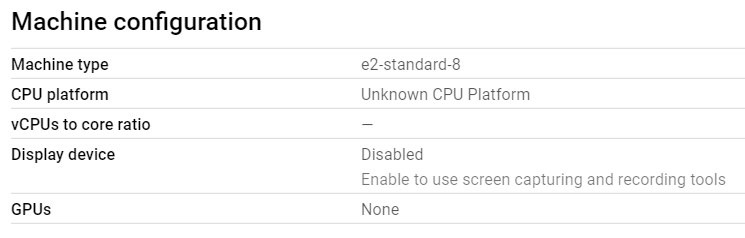 Machine configuration
Machine type e2-standard-8
CPU platform Unknown CPU Platform
vCPUs to core ratio —
Display device Disabled
Enable to use screen capturing and recording tools
GPUs None